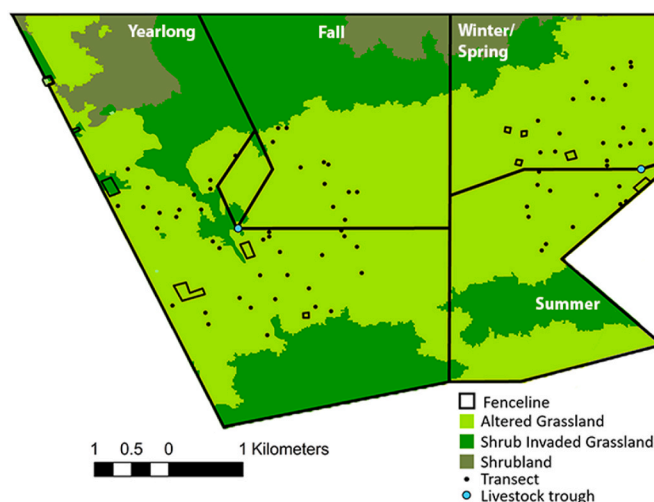 Yearlong
Fall
Winter/
Spring
Summer
Fenceline
Altered Grassland
Shrub Invaded Grassland
Shrubland
Transect
Livestock trough
1 0.5 0 1 Kilometers